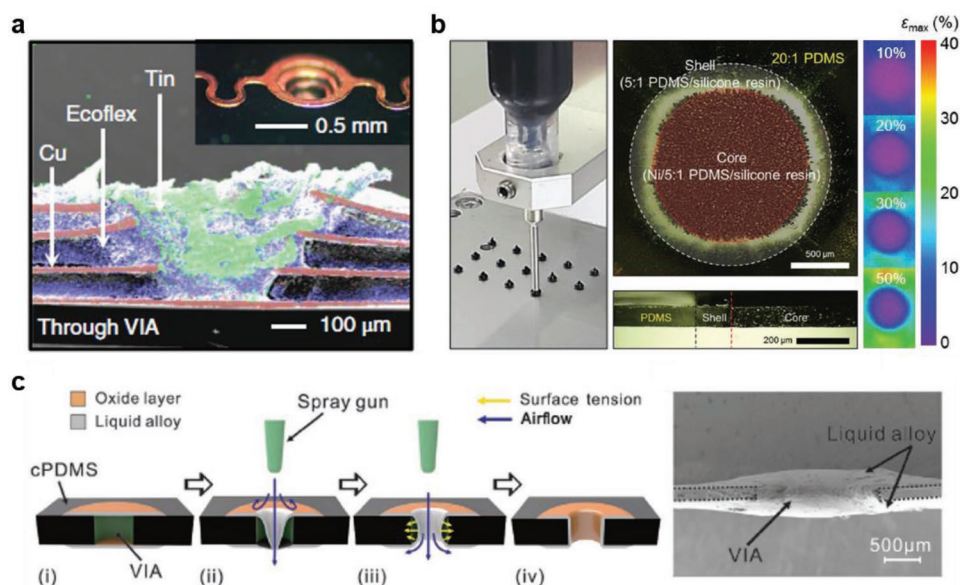 a
Tin
Ecoflex
Cu
0.5 mm
Through VIA
100 µm
b
20:1 PDMS
Shell
(5:1 PDMS/silicone resin)
Core
(Ni/5:1 PDMS/silicone resin)
500 µm
PDMS
Shell
Core
200 µm
εmax (%)
10%
20%
30%
50%
40
30
20
10
0
c
Oxide layer
Liquid alloy
Spray gun
Surface tension
Airflow
cPDMS
VIA
(i)
(ii)
(iii)
(iv)
Liquid alloy
VIA
500µm